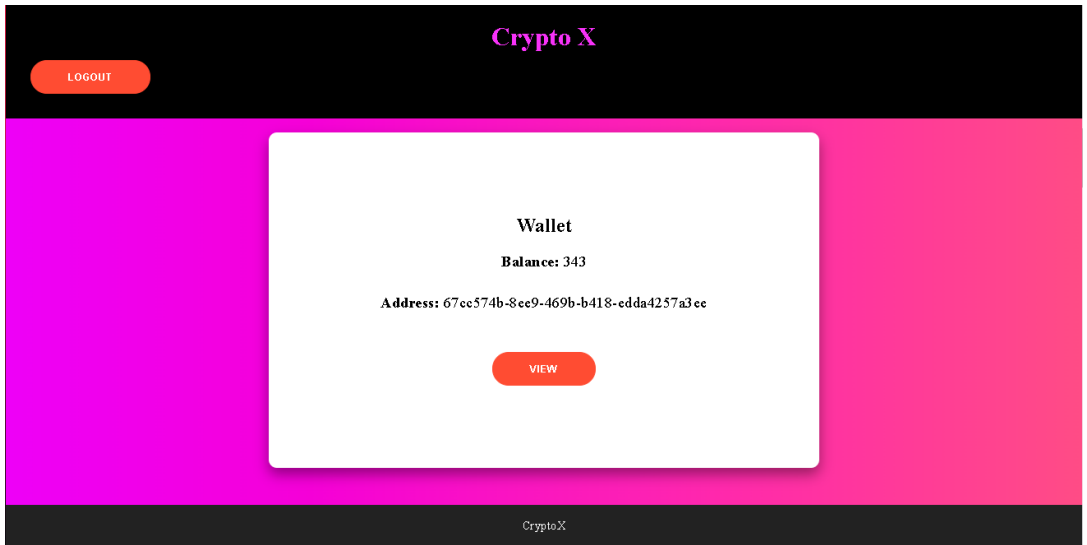 Crypto X
LOGOUT
Wallet
Balance: 343
Address: 67cc574b-8ee9-469b-b418-edda4257a3ee
VIEW
CryptoX